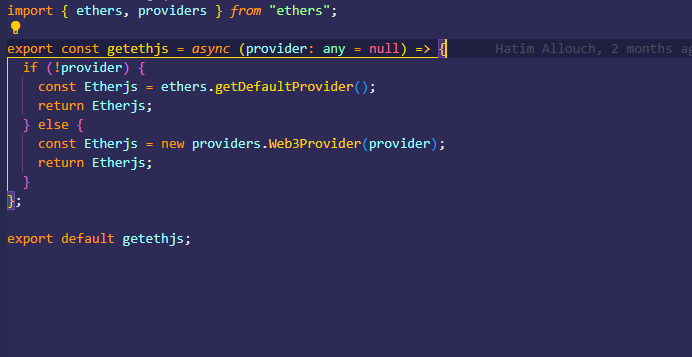 import { ethers, providers } from "ethers";
export const getethjs = async (provider: any = null) => { Hatim Allouch, 2 months ag
if (!provider) {
const Etherjs = ethers.getDefaultProvider();
return Etherjs;
} else {
const Etherjs = new providers.Web3Provider(provider);
return Etherjs;
}
};
export default getethjs;